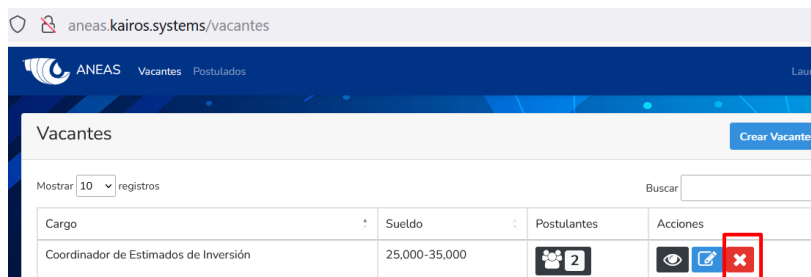 aneas.kairos.systems/vacantes
ANEAS Vacantes Postulados
Vacantes
Crear Vacante
Mostrar 10 registros Buscar
Cargo Sueldo Postulantes Acciones
Coordinador de Estimados de Inversión 25,000-35,000 2